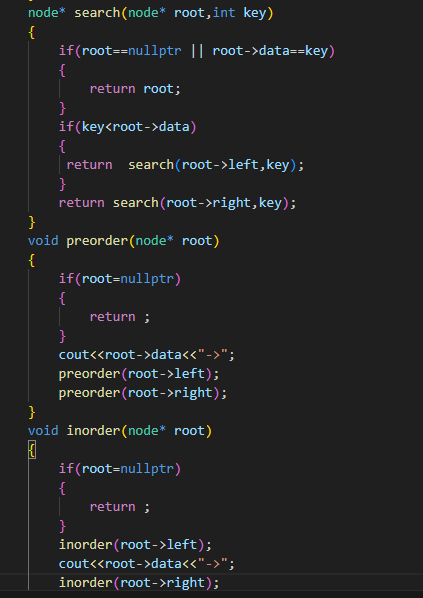 node* search(node* root,int key)
{
    if(root==nullptr || root->data==key)
    {
        return root;
    }
    if(key<root->data)
    {
     return  search(root->left,key);
    }
    return search(root->right,key);
}
void preorder(node* root)
{
    if(root=nullptr)
    {
        return ;
    }
    cout<<root->data<<"->";
    preorder(root->left);
    preorder(root->right);
}
void inorder(node* root)
{
    if(root=nullptr)
    {
        return ;
    }
    inorder(root->left);
    cout<<root->data<<"->";
    inorder(root->right);